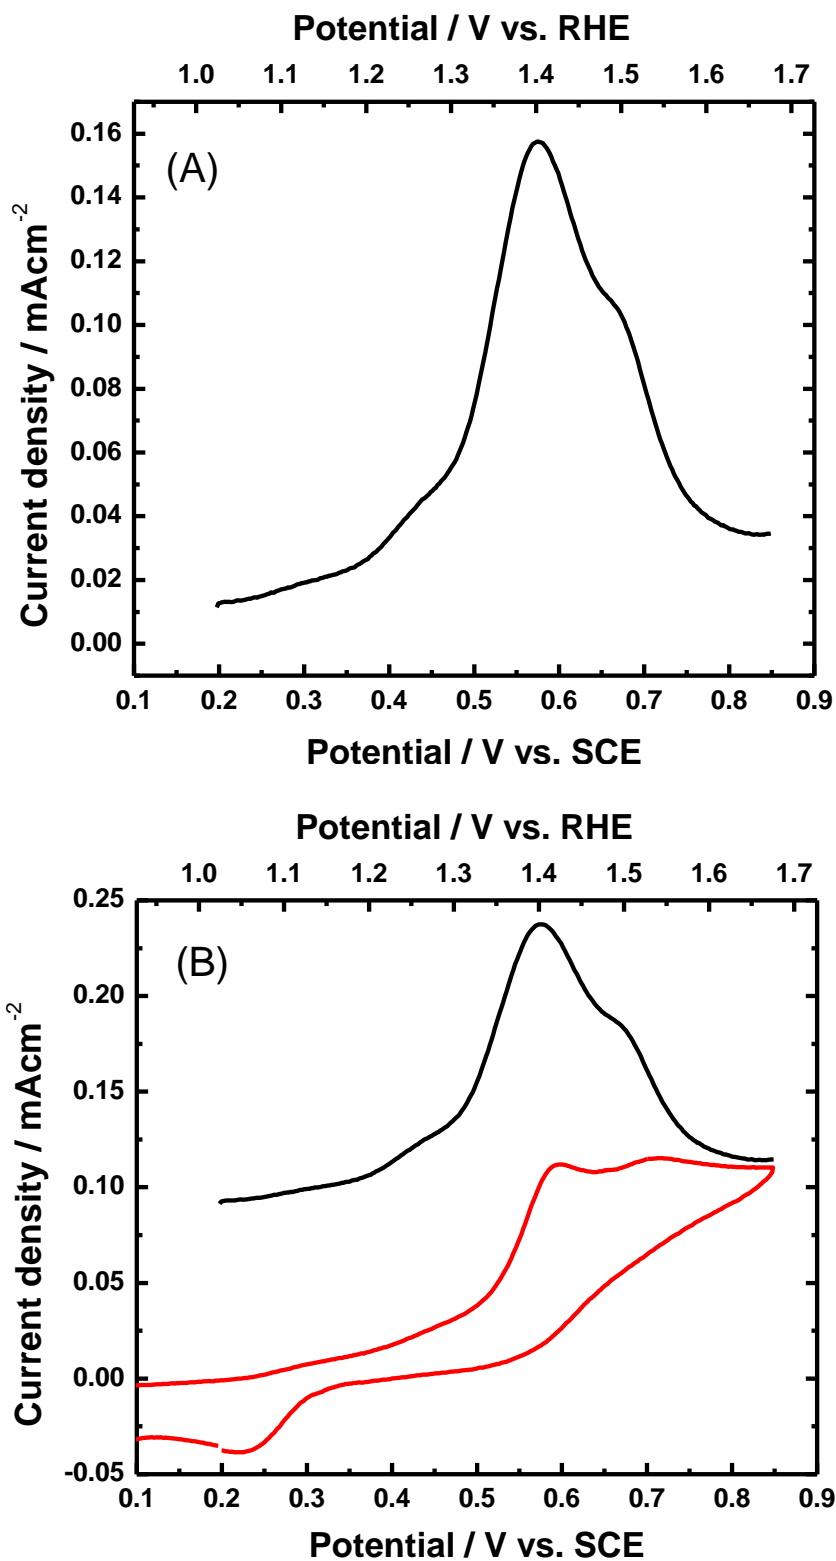 Potential / V vs. RHE
1.0 1.1 1.2 1.3 1.4 1.5 1.6 1.7
(A)
Current density / mAcm-2
0.16
0.14
0.12
0.10
0.08
0.06
0.04
0.02
0.00
0.1 0.2 0.3 0.4 0.5 0.6 0.7 0.8 0.9
Potential / V vs. SCE
Potential / V vs. RHE
1.0 1.1 1.2 1.3 1.4 1.5 1.6 1.7
(B)
Current density / mAcm-2
0.25
0.20
0.15
0.10
0.05
0.00
-0.05
0.1 0.2 0.3 0.4 0.5 0.6 0.7 0.8 0.9
Potential / V vs. SCE